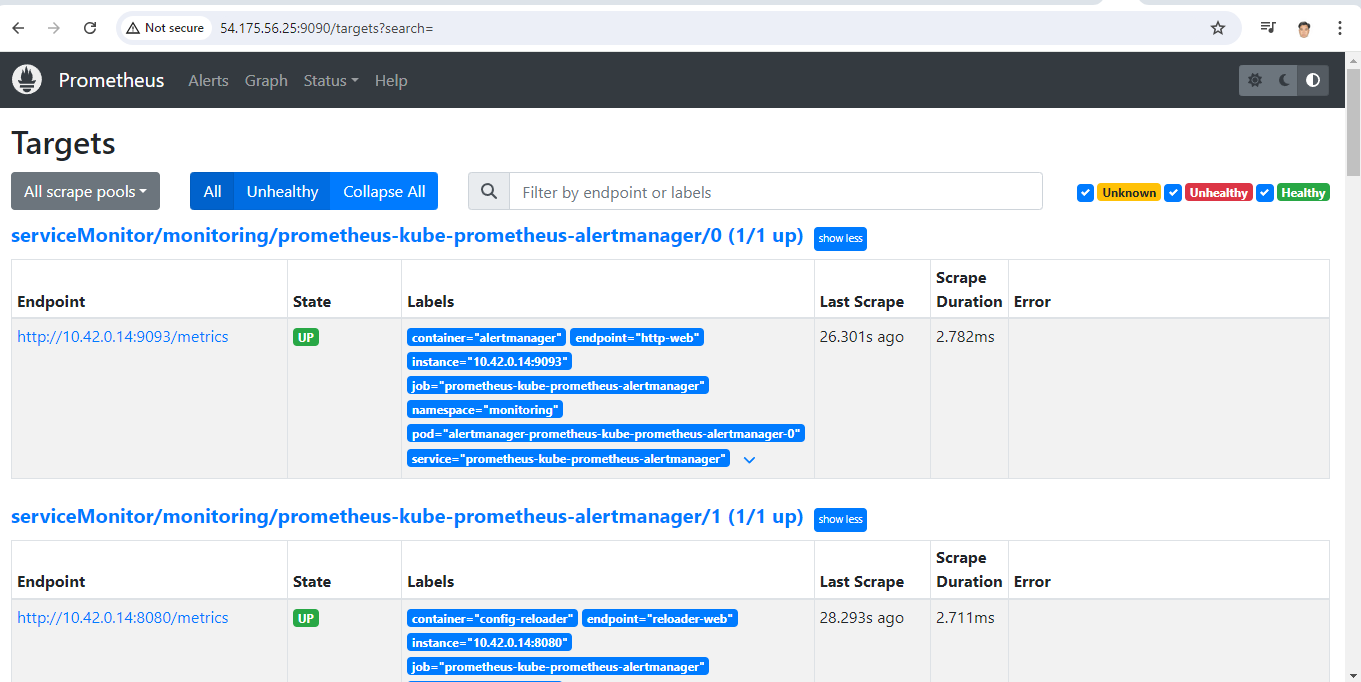 Not secure 54.175.56.25:9090/targets?search=
Prometheus Alerts Graph Status Help
Targets
All scrape pools All Unhealthy Collapse All Filter by endpoint or labels Unknown Unhealthy Healthy
serviceMonitor/monitoring/prometheus-kube-prometheus-alertmanager/0 (1/1 up) show less
Endpoint State Labels Last Scrape Scrape Duration Error
http://10.42.0.14:9093/metrics UP container="alertmanager" endpoint="http-web" 26.301s ago 2.782ms
instance="10.42.0.14:9093"
job="prometheus-kube-prometheus-alertmanager"
namespace="monitoring"
pod="alertmanager-prometheus-kube-prometheus-alertmanager-0"
service="prometheus-kube-prometheus-alertmanager"
serviceMonitor/monitoring/prometheus-kube-prometheus-alertmanager/1 (1/1 up) show less
Endpoint State Labels Last Scrape Scrape Duration Error
http://10.42.0.14:8080/metrics UP container="config-reloader" endpoint="reloader-web" 28.293s ago 2.711ms
instance="10.42.0.14:8080"
job="prometheus-kube-prometheus-alertmanager"